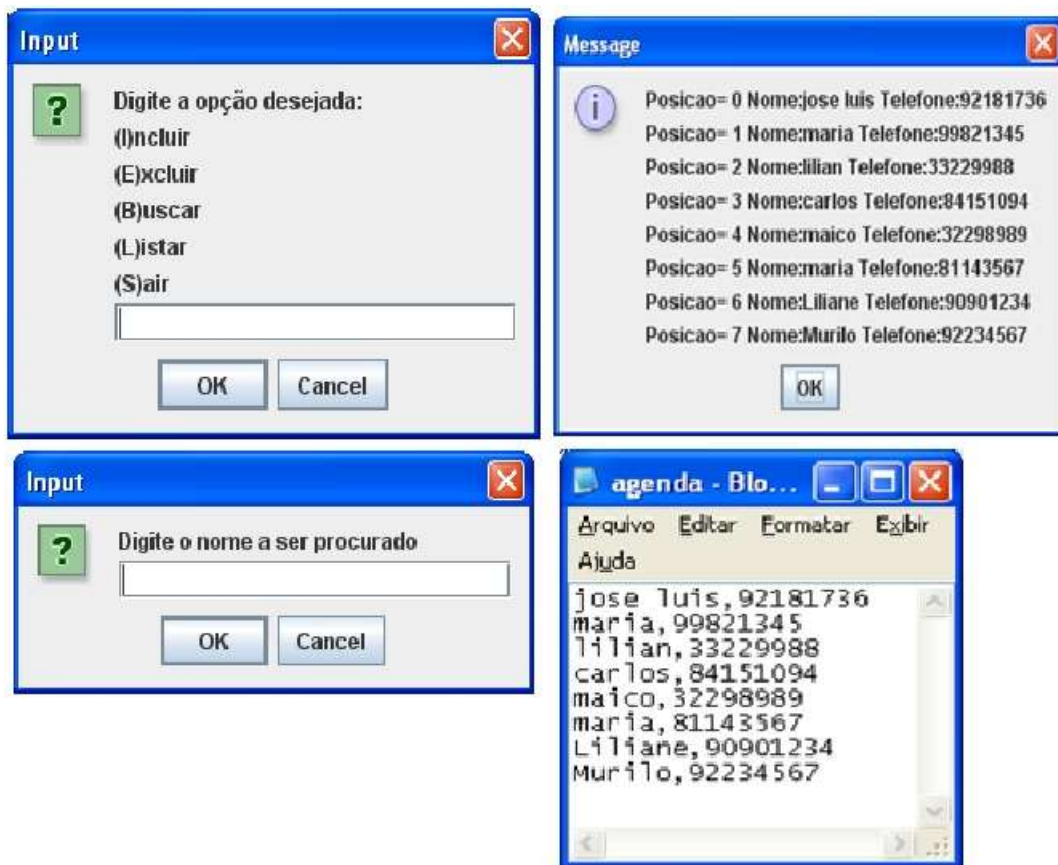 Input
Digite a opção desejada:
(I)ncluir
(E)xcluir
(B)uscar
(L)istar
(S)air
OK Cancel
Message
Posicao= 0 Nome:jose luis Telefone:92181736
Posicao= 1 Nome:maria Telefone:99821345
Posicao= 2 Nome:lilian Telefone:33229988
Posicao= 3 Nome:carlos Telefone:84151094
Posicao= 4 Nome:maico Telefone:32298989
Posicao= 5 Nome:maria Telefone:81143567
Posicao= 6 Nome:Liliane Telefone:90901234
Posicao= 7 Nome:Murilo Telefone:92234567
OK
Input
Digite o nome a ser procurado
OK Cancel
agenda - Blo...
Arquivo Editar Formatar Exibir
Ajuda
jose luis,92181736
maria,99821345
lilian,33229988
carlos,84151094
maico,32298989
maria,81143567
Liliane,90901234
Murilo,92234567